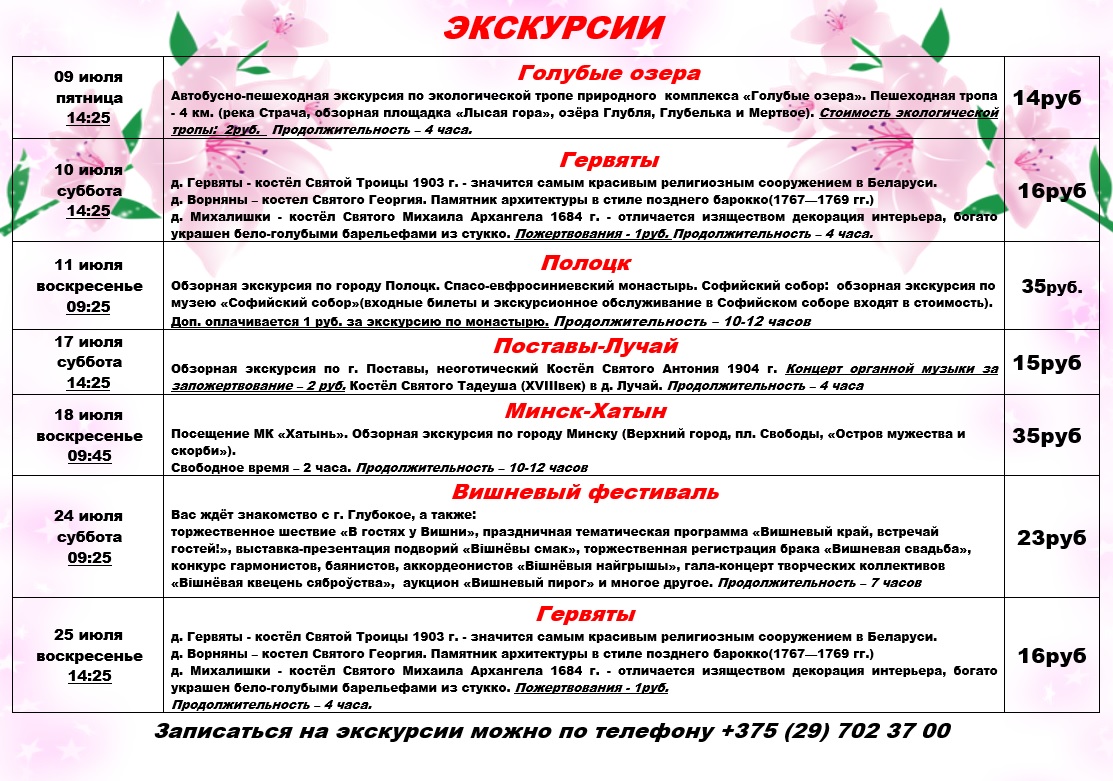 ЭКСКУРСИИ
09 июля
пятница
14:25
Голубые озера
Автобусно-пешеходная экскурсия по экологической тропе природного комплекса «Голубые озера». Пешеходная тропа
- 4 км. (река Страча, обзорная площадка «Лысая гора», озёра Глубля, Глубелька и Мертвое). Стоимость экологической
тропы: 2руб. Продолжительность – 4 часа.
14руб
10 июля
суббота
14:25
Гервяты
д. Гервяты - костёл Святой Троицы 1903 г. - значится самым красивым религиозным сооружением в Беларуси.
д. Ворняны – костел Святого Георгия. Памятник архитектуры в стиле позднего барокко(1767—1769 гг.)
д. Михалишки - костёл Святого Михаила Архангела 1684 г. - отличается изяществом декорация интерьера, богато
украшен бело-голубыми барельефами из стукко. Пожертвования - 1руб. Продолжительность – 4 часа.
16руб
11 июля
воскресенье
09:25
Полоцк
Обзорная экскурсия по городу Полоцк. Спасо-евфросиниевский монастырь. Софийский собор: обзорная экскурсия по
музею «Софийский собор»(входные билеты и экскурсионное обслуживание в Софийском соборе входят в стоимость).
Доп. оплачивается 1 руб. за экскурсию по монастырю. Продолжительность – 10-12 часов
35руб.
17 июля
суббота
14:25
Поставы-Лучай
Обзорная экскурсия по г. Поставы, неоготический Костёл Святого Антония 1904 г. Концерт органной музыки за
запожертвование – 2 руб. Костёл Святого Тадеуша (XVIIIвек) в д. Лучай. Продолжительность – 4 часа
15руб
18 июля
воскресенье
09:45
Минск-Хатын
Посещение МК «Хатынь». Обзорная экскурсия по городу Минску (Верхний город, пл. Свободы, «Остров мужества и
скорби»).
Свободное время – 2 часа. Продолжительность – 10-12 часов
35руб
24 июля
суббота
09:25
Вишневый фестиваль
Вас ждёт знакомство с г. Глубокое, а также:
торжественное шествие «В гостях у Вишни», праздничная тематическая программа «Вишневый край, встречай
гостей!», выставка-презентация подворий «Вішнёвы смак», торжественная регистрация брака «Вишневая свадьба»,
конкурс гармонистов, баянистов, аккордеонистов «Вішнёвыя найгрышы», гала-концерт творческих коллективов
«Вішнёвая квецень сяброўства», аукцион «Вишневый пирог» и многое другое. Продолжительность – 7 часов
23руб
25 июля
воскресенье
14:25
Гервяты
д. Гервяты - костёл Святой Троицы 1903 г. - значится самым красивым религиозным сооружением в Беларуси.
д. Ворняны – костел Святого Георгия. Памятник архитектуры в стиле позднего барокко(1767—1769 гг.)
д. Михалишки - костёл Святого Михаила Архангела 1684 г. - отличается изяществом декорация интерьера, богато
украшен бело-голубыми барельефами из стукко. Пожертвования - 1руб.
Продолжительность – 4 часа.
16руб
Записаться на экскурсии можно по телефону +375 (29) 702 37 00